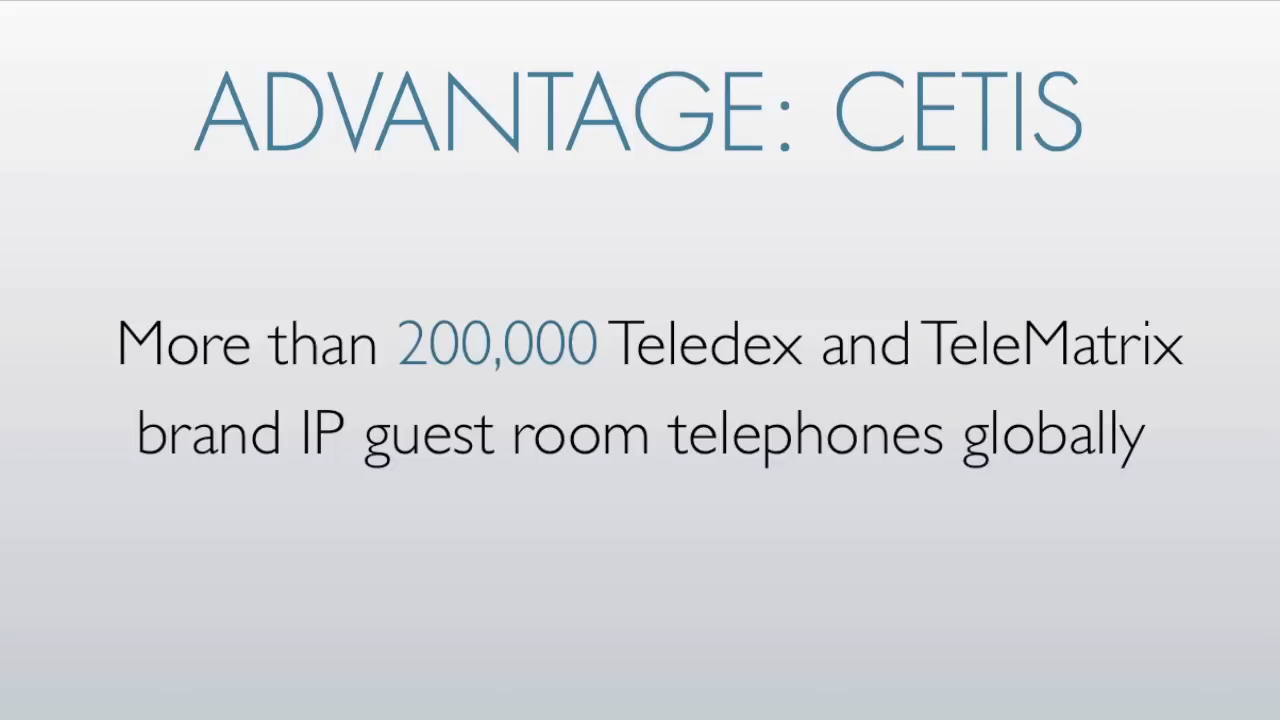 ADVANTAGE: CETIS
More than 200,000 Teledex and TeleMatrix
brand IP guest room telephones globally